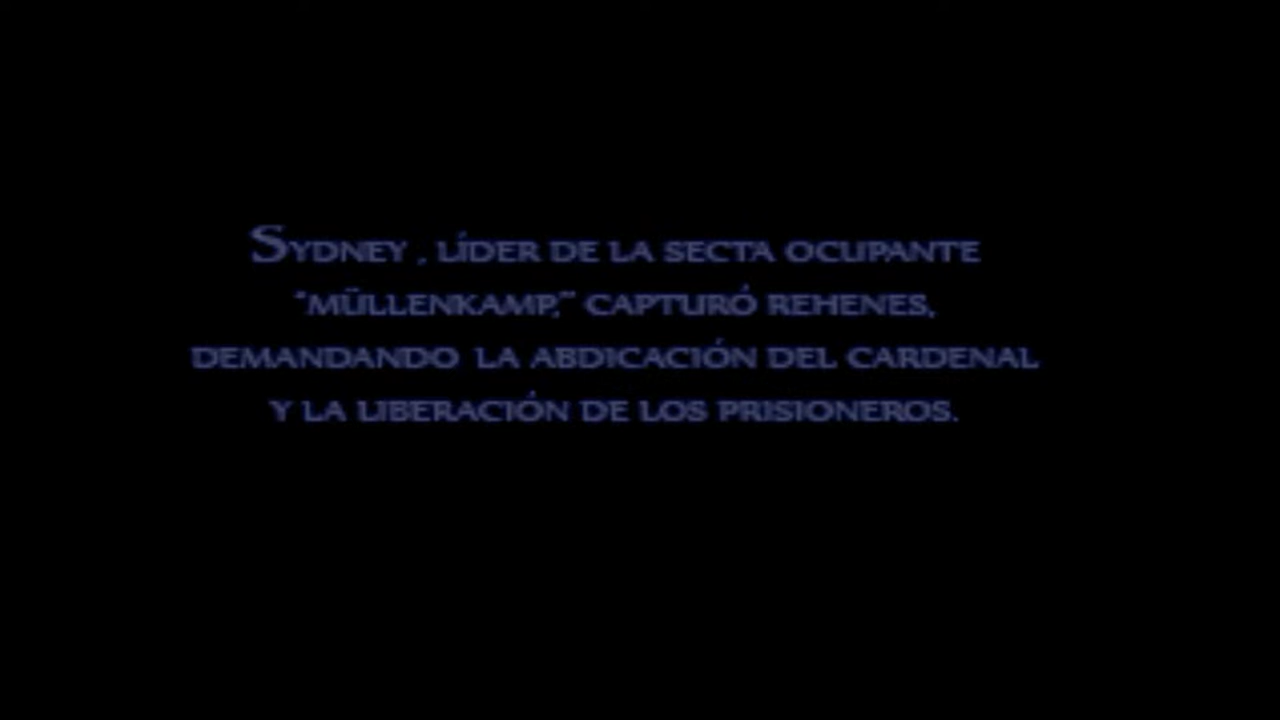 Sydney , líder de la secta ocupante
"Müllenkamp," capturó rehenes,
demandando la abdicación del cardenal
y la liberación de los prisioneros.